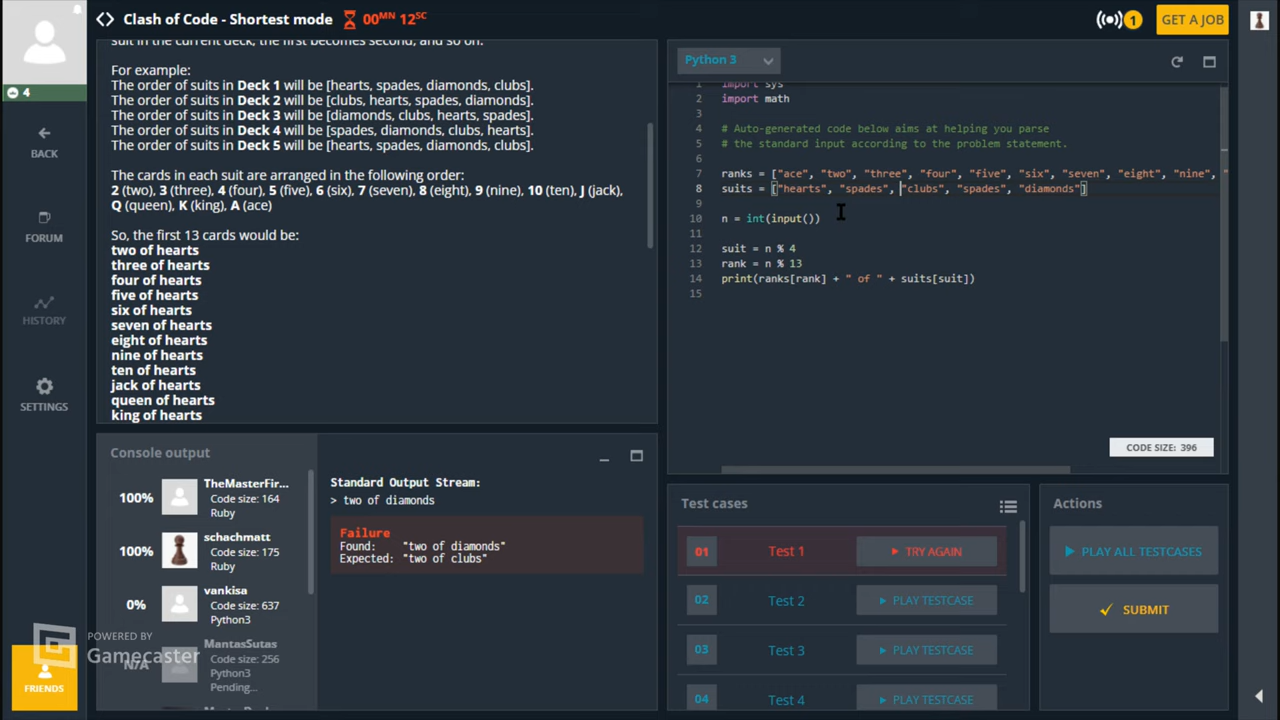 Clash of Code - Shortest mode
00MN 12SC
1
GET A JOB
4
BACK
FORUM
HISTORY
SETTINGS
FRIENDS
suit in the current deck, the first becomes second, and so on.
For example:
The order of suits in Deck 1 will be [hearts, spades, diamonds, clubs].
The order of suits in Deck 2 will be [clubs, hearts, spades, diamonds].
The order of suits in Deck 3 will be [diamonds, clubs, hearts, spades].
The order of suits in Deck 4 will be [spades, diamonds, clubs, hearts].
The order of suits in Deck 5 will be [hearts, spades, diamonds, clubs].
The cards in each suit are arranged in the following order:
2 (two), 3 (three), 4 (four), 5 (five), 6 (six), 7 (seven), 8 (eight), 9 (nine), 10 (ten), J (jack),
Q (queen), K (king), A (ace)
So, the first 13 cards would be:
two of hearts
three of hearts
four of hearts
five of hearts
six of hearts
seven of hearts
eight of hearts
nine of hearts
ten of hearts
jack of hearts
queen of hearts
king of hearts
Python 3
1 import sys
2 import math
3
4 # Auto-generated code below aims at helping you parse
5 # the standard input according to the problem statement.
6
7 ranks = ["ace", "two", "three", "four", "five", "six", "seven", "eight", "nine", "
8 suits = ["hearts", "spades", "clubs", "spades", "diamonds"]
9
10 n = int(input())
11
12 suit = n % 4
13 rank = n % 13
14 print(ranks[rank] + " of " + suits[suit])
15
CODE SIZE: 396
Console output
100%
TheMasterFir...
Code size: 164
Ruby
100%
schachmatt
Code size: 175
Ruby
0%
vankisa
Code size: 637
Python3
N/A
MantasSutas
Code size: 256
Python3
Pending...
Standard Output Stream:
> two of diamonds
Failure
Found: "two of diamonds"
Expected: "two of clubs"
Test cases
01 Test 1 TRY AGAIN
02 Test 2 PLAY TESTCASE
03 Test 3 PLAY TESTCASE
04 Test 4 PLAY TESTCASE
Actions
PLAY ALL TESTCASES
SUBMIT
POWERED BY
Gamecaster